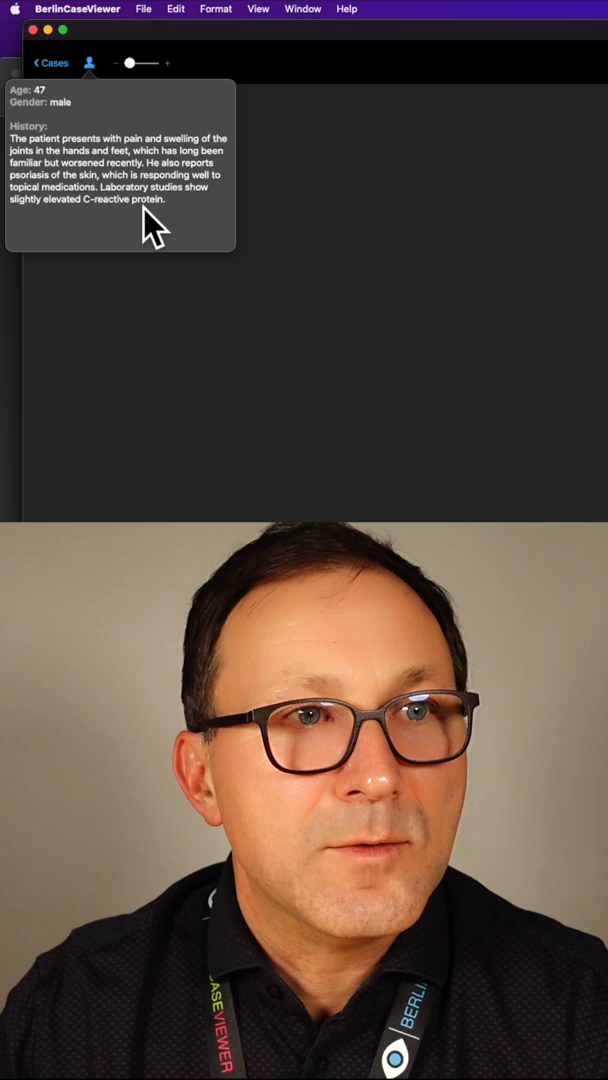 BerlinCaseViewer File Edit Format View Window Help
Cases − +
Age: 47
Gender: male
History:
The patient presents with pain and swelling of the
joints in the hands and feet, which has long been
familiar but worsened recently. He also reports
psoriasis of the skin, which is responding well to
topical medications. Laboratory studies show
slightly elevated C-reactive protein.
CASEVIEWER
BERLIN